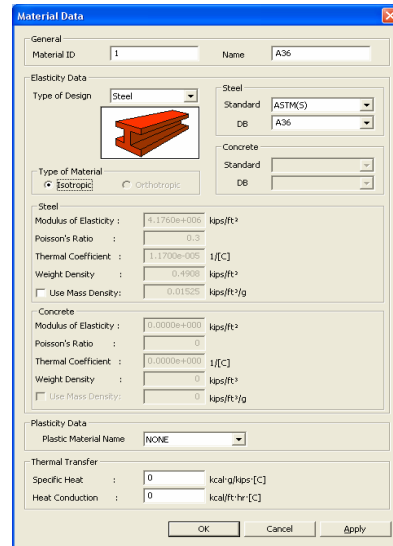 Material Data
General
Material ID 1 Name A36
Elasticity Data
Type of Design Steel
Steel
Standard ASTM(S)
DB A36
Concrete
Standard
DB
Type of Material
Isotropic Orthotropic
Steel
Modulus of Elasticity : 4.1760e+006 kips/ft²
Poisson's Ratio : 0.3
Thermal Coefficient : 1.1700e-005 1/[C]
Weight Density : 0.4908 kips/ft³
Use Mass Density: 0.01525 kips/ft³/g
Concrete
Modulus of Elasticity : 0.0000e+000 kips/ft²
Poisson's Ratio : 0
Thermal Coefficient : 0.0000e+000 1/[C]
Weight Density : 0 kips/ft³
Use Mass Density: 0 kips/ft³/g
Plasticity Data
Plastic Material Name NONE
Thermal Transfer
Specific Heat : 0 kcal·g/kips·[C]
Heat Conduction : 0 kcal/ft·hr·[C]
OK Cancel Apply